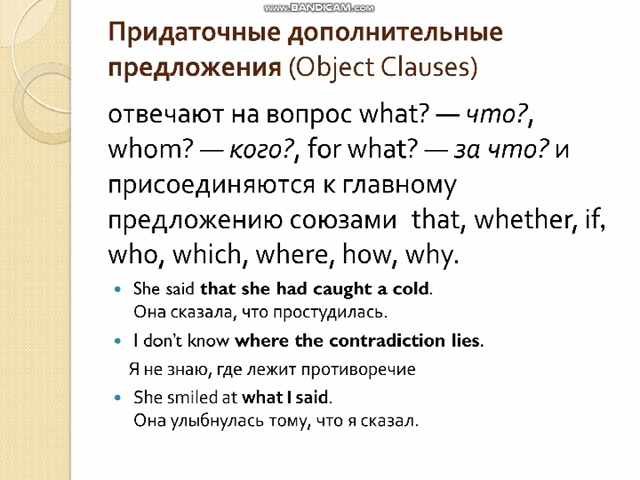 WWW.BANDICAM.COM
Придаточные дополнительные
предложения (Object Clauses)
отвечают на вопрос what? — что?,
whom? — кого?, for what? — за что? и
присоединяются к главному
предложению союзами that, whether, if,
who, which, where, how, why.
• She said that she had caught a cold.
Она сказала, что простудилась.
• I don’t know where the contradiction lies.
Я не знаю, где лежит противоречие
• She smiled at what I said.
Она улыбнулась тому, что я сказал.